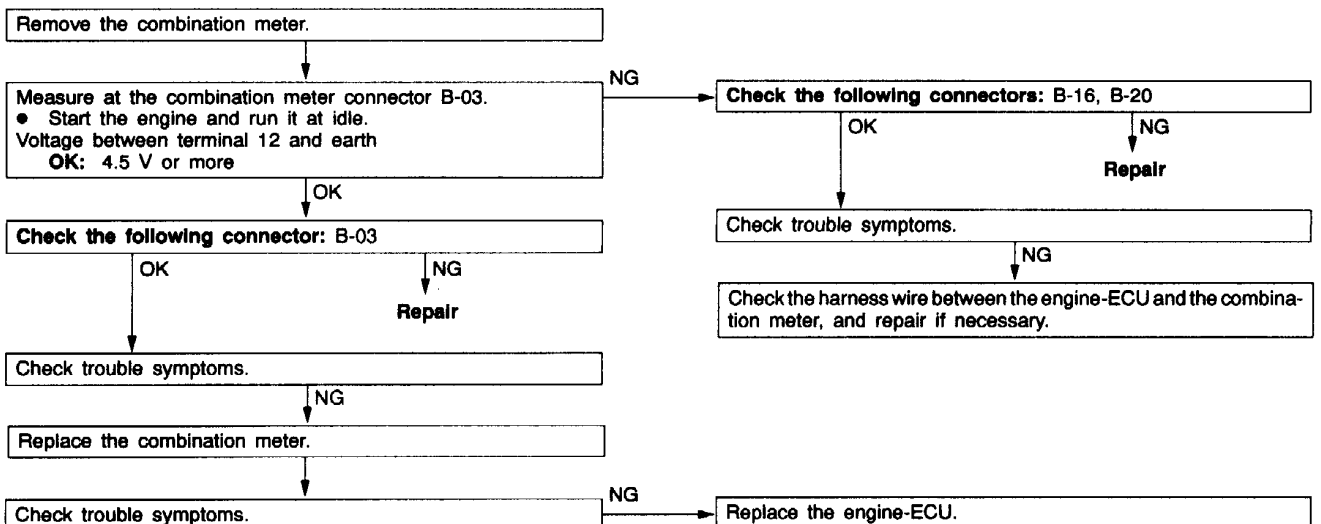 Remove the combination meter.
Measure at the combination meter connector B-03.
● Start the engine and run it at idle.
Voltage between terminal 12 and earth
OK: 4.5 V or more
NG
Check the following connectors: B-16, B-20
OK
NG
Repair
Check trouble symptoms.
NG
Check the harness wire between the engine-ECU and the combina-
tion meter, and repair if necessary.
OK
Check the following connector: B-03
OK
NG
Repair
Check trouble symptoms.
NG
Replace the combination meter.
Check trouble symptoms.
NG
Replace the engine-ECU.